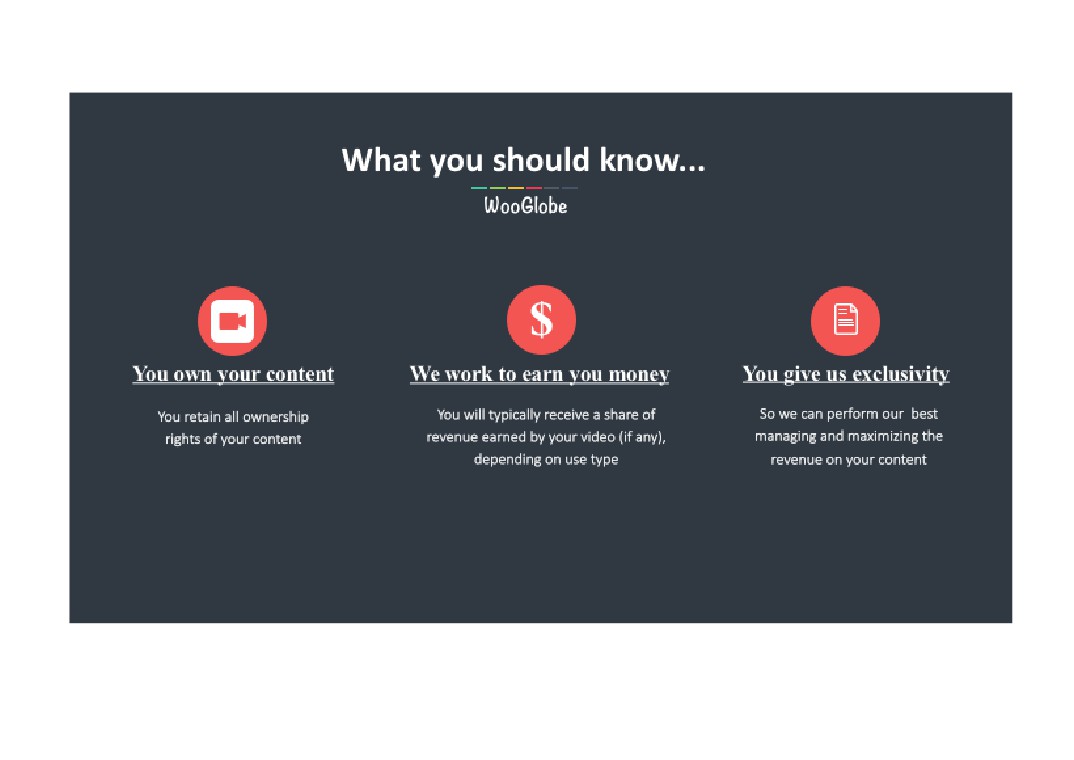 What you should know...
WooGlobe
$
You own your content
You retain all ownership
rights of your content
We work to earn you money
You will typically receive a share of
revenue earned by your video (if any),
depending on use type
You give us exclusivity
So we can perform our  best
managing and maximizing the
revenue on your content